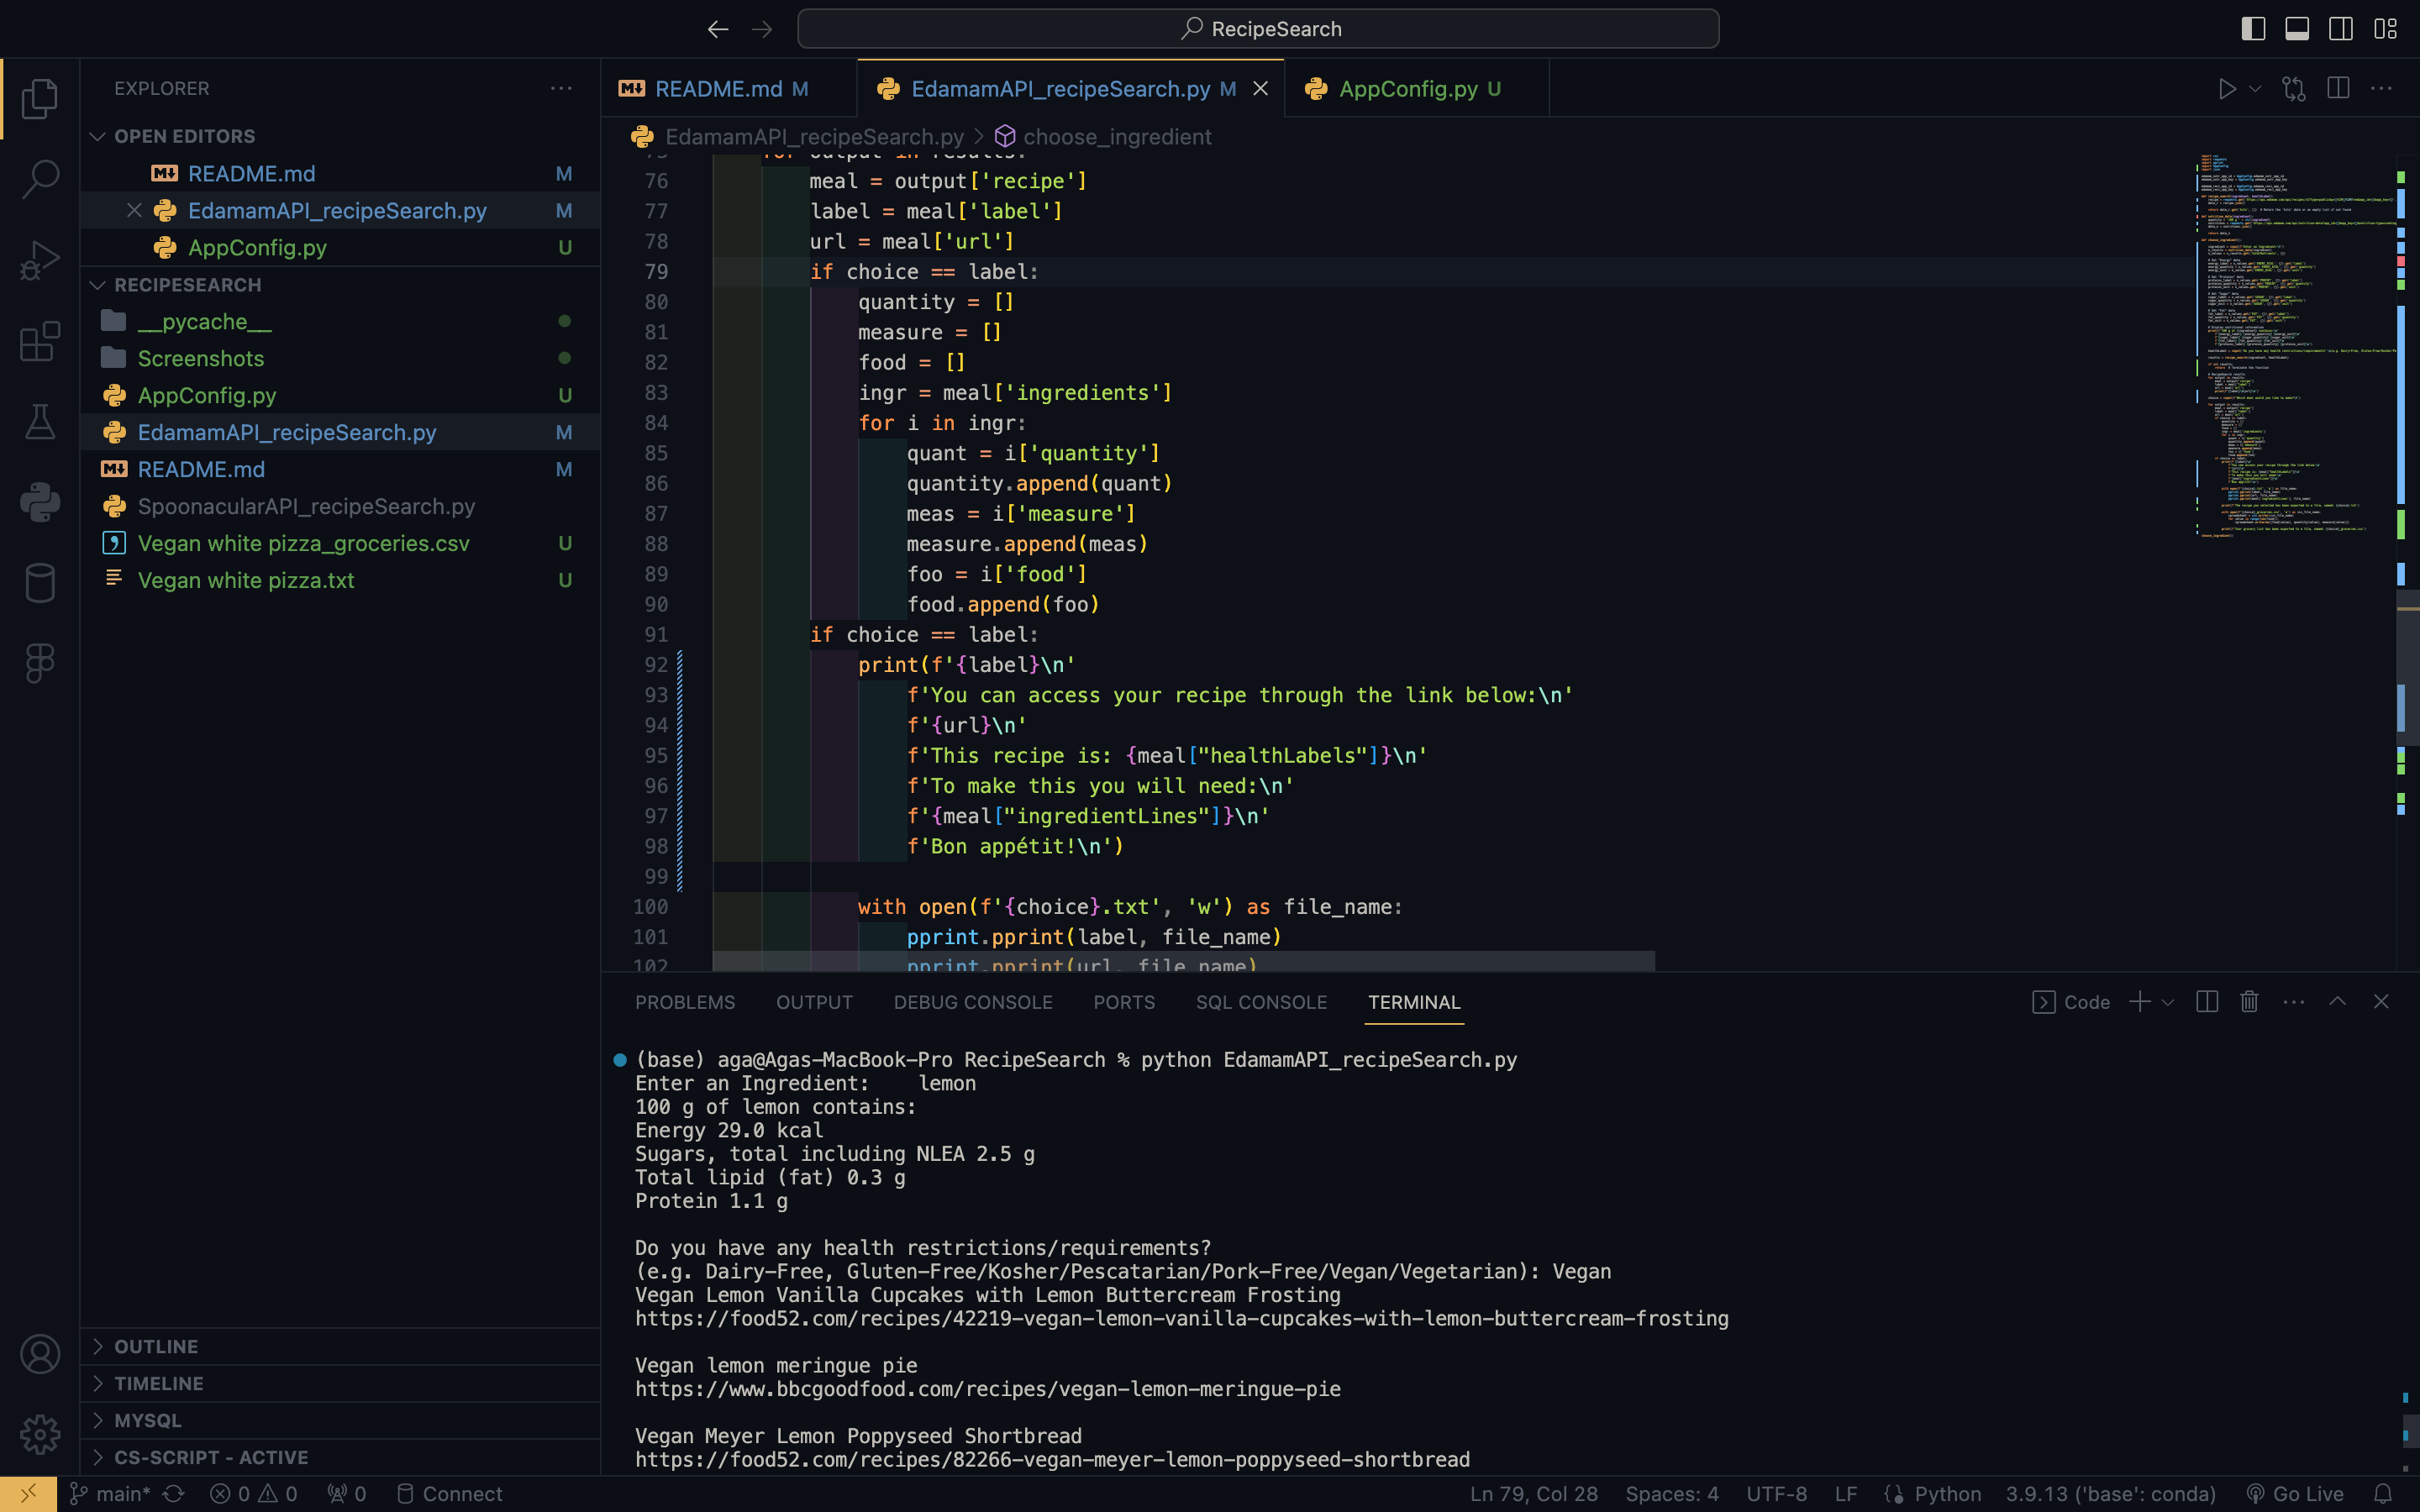 RecipeSearch
EXPLORER
OPEN EDITORS
README.md M
EdamamAPI_recipeSearch.py M
AppConfig.py U
RECIPESEARCH
__pycache__
Screenshots
AppConfig.py U
EdamamAPI_recipeSearch.py M
README.md M
SpoonacularAPI_recipeSearch.py
Vegan white pizza_groceries.csv U
Vegan white pizza.txt U
OUTLINE
TIMELINE
MYSQL
CS-SCRIPT - ACTIVE
README.md M
EdamamAPI_recipeSearch.py M
AppConfig.py U
EdamamAPI_recipeSearch.py > choose_ingredient
75 for output in results:
76 meal = output['recipe']
77 label = meal['label']
78 url = meal['url']
79 if choice == label:
80 quantity = []
81 measure = []
82 food = []
83 ingr = meal['ingredients']
84 for i in ingr:
85 quant = i['quantity']
86 quantity.append(quant)
87 meas = i['measure']
88 measure.append(meas)
89 foo = i['food']
90 food.append(foo)
91 if choice == label:
92 print(f'{label}\n'
93 f'You can access your recipe through the link below:\n'
94 f'{url}\n'
95 f'This recipe is: {meal["healthLabels"]}\n'
96 f'To make this you will need:\n'
97 f'{meal["ingredientLines"]}\n'
98 f'Bon appétit!\n')
99
100 with open(f'{choice}.txt', 'w') as file_name:
101 pprint.pprint(label, file_name)
102 pprint.pprint(url, file_name)
PROBLEMS OUTPUT DEBUG CONSOLE PORTS SQL CONSOLE TERMINAL
Code
(base) aga@Agas-MacBook-Pro RecipeSearch % python EdamamAPI_recipeSearch.py
Enter an Ingredient: lemon
100 g of lemon contains:
Energy 29.0 kcal
Sugars, total including NLEA 2.5 g
Total lipid (fat) 0.3 g
Protein 1.1 g
Do you have any health restrictions/requirements?
(e.g. Dairy-Free, Gluten-Free/Kosher/Pescatarian/Pork-Free/Vegan/Vegetarian): Vegan
Vegan Lemon Vanilla Cupcakes with Lemon Buttercream Frosting
https://food52.com/recipes/42219-vegan-lemon-vanilla-cupcakes-with-lemon-buttercream-frosting
Vegan lemon meringue pie
https://www.bbcgoodfood.com/recipes/vegan-lemon-meringue-pie
Vegan Meyer Lemon Poppyseed Shortbread
https://food52.com/recipes/82266-vegan-meyer-lemon-poppyseed-shortbread
main* 0 0 0 Connect Ln 79, Col 28 Spaces: 4 UTF-8 LF Python 3.9.13 ('base': conda) Go Live